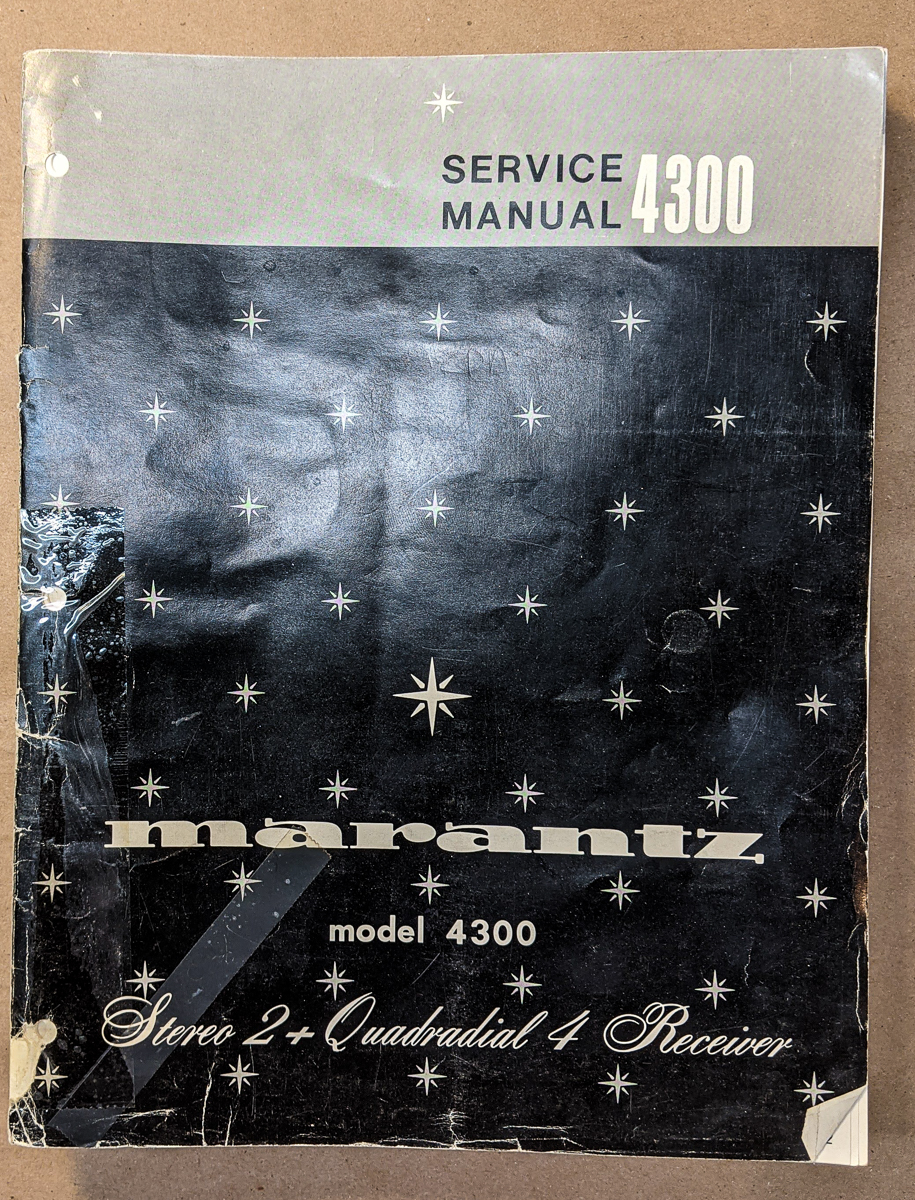 SERVICE
MANUAL 4300
marantz
model 4300
Stereo 2 + Quadradial 4 Receiver